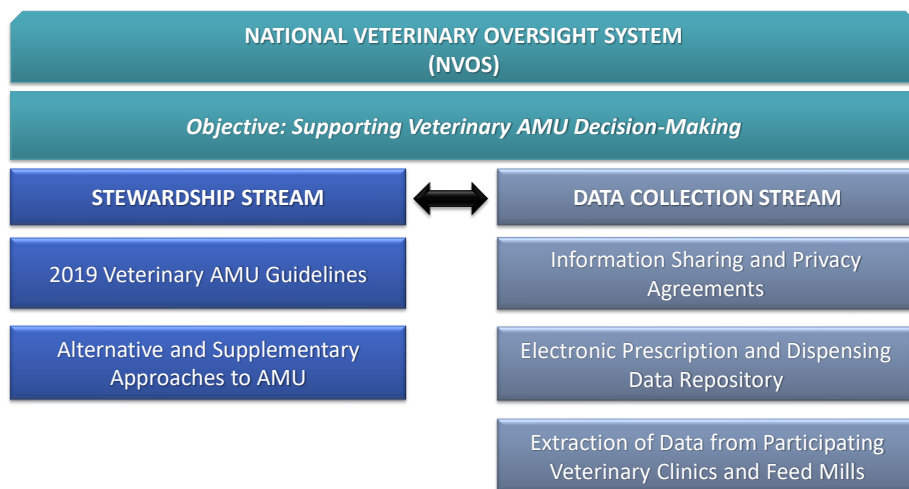 NATIONAL VETERINARY OVERSIGHT SYSTEM
(NVOS)
Objective: Supporting Veterinary AMU Decision-Making
STEWARDSHIP STREAM
2019 Veterinary AMU Guidelines
Alternative and Supplementary
Approaches to AMU
DATA COLLECTION STREAM
Information Sharing and Privacy
Agreements
Electronic Prescription and Dispensing
Data Repository
Extraction of Data from Participating
Veterinary Clinics and Feed Mills